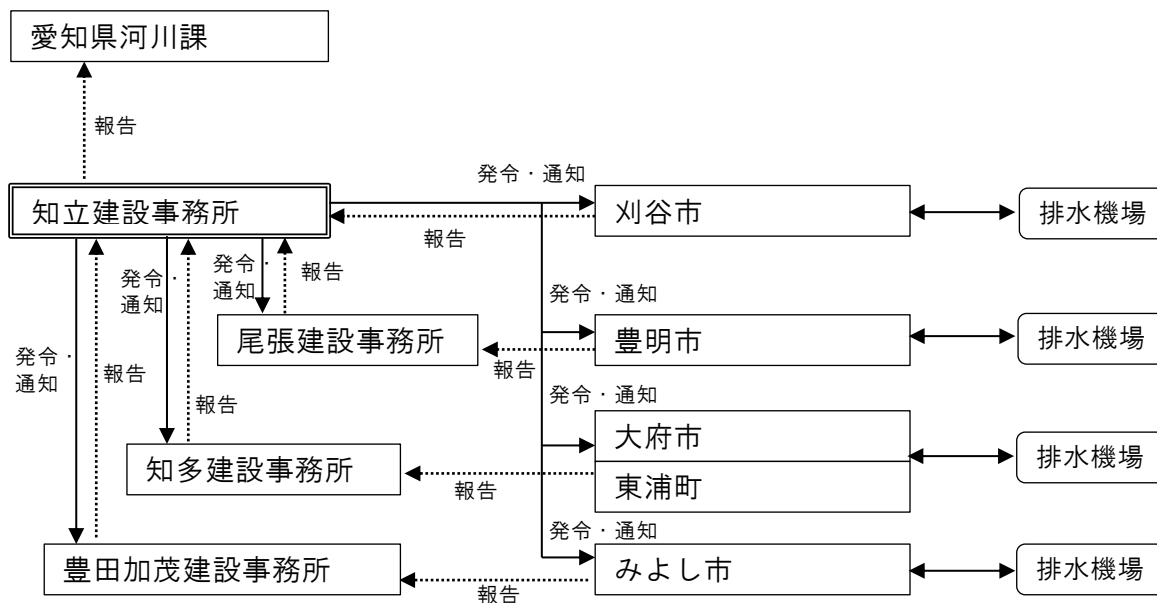 愛知県河川課
報告
発令・通知
知立建設事務所
刈谷市
排水機場
報告
発令・
通知
発令・
通知
報告
発令・通知
尾張建設事務所
豊明市
排水機場
発令・
通知
報告
報告
報告
発令・通知
大府市
知多建設事務所
排水機場
報告
東浦町
発令・通知
豊田加茂建設事務所
みよし市
排水機場
報告